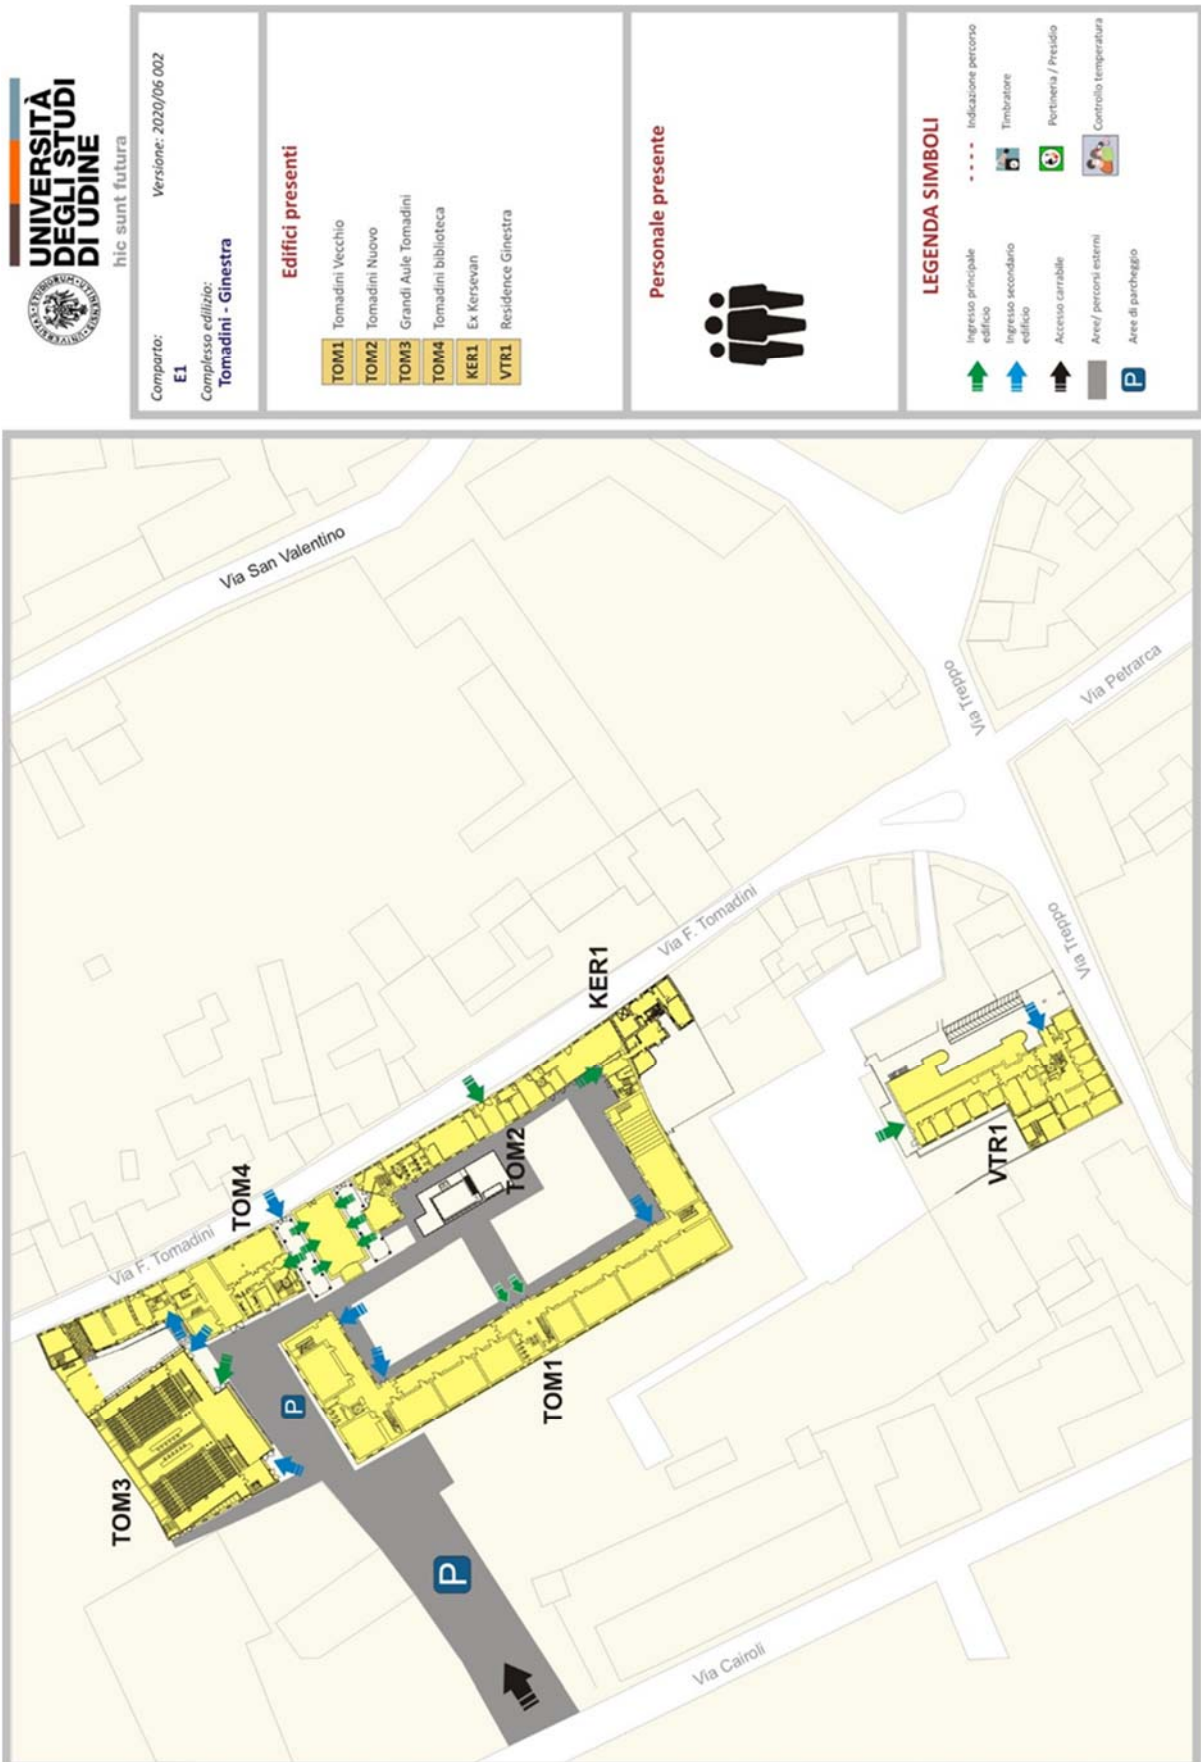 UNIVERSITÀ
DEGLI STUDI
DI UDINE
hic sunt futura
Comparto:
Versione: 2020/06 002
E1
Complesso edilizio:
Tomadini - Ginestra
Edifici presenti
TOM1 Tomadini Vecchio
TOM2 Tomadini Nuovo
TOM3 Grandi Aule Tomadini
TOM4 Tomadini biblioteca
KER1 Ex Kersevan
VTR1 Residence Ginestra
Personale presente
LEGENDA SIMBOLI
Ingresso principale
edificio
Ingresso secondario
edificio
Accesso carrabile
Aree/ percorsi esterni
P Aree di parcheggio
Indicazione percorso
Timbratore
Portineria / Presidio
Controllo temperatura
Via San Valentino
Via Treppo
Via Petrarca
Via F. Tomadini
Via Treppo
KER1
TOM4
Via F. Tomadini
TOM2
VTR1
TOM1
TOM3
P
P
Via Cairoli